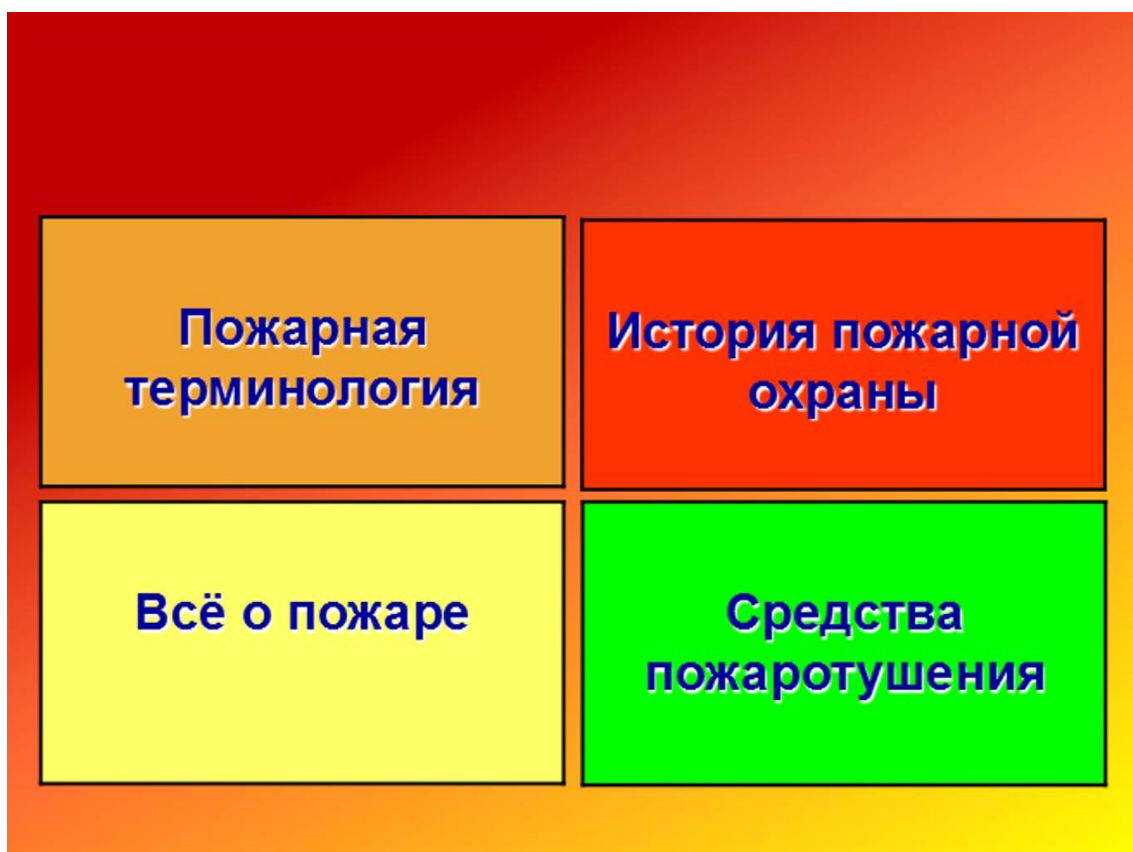 Пожарная
терминология
История пожарной
охраны
Всё о пожаре
Средства
пожаротушения